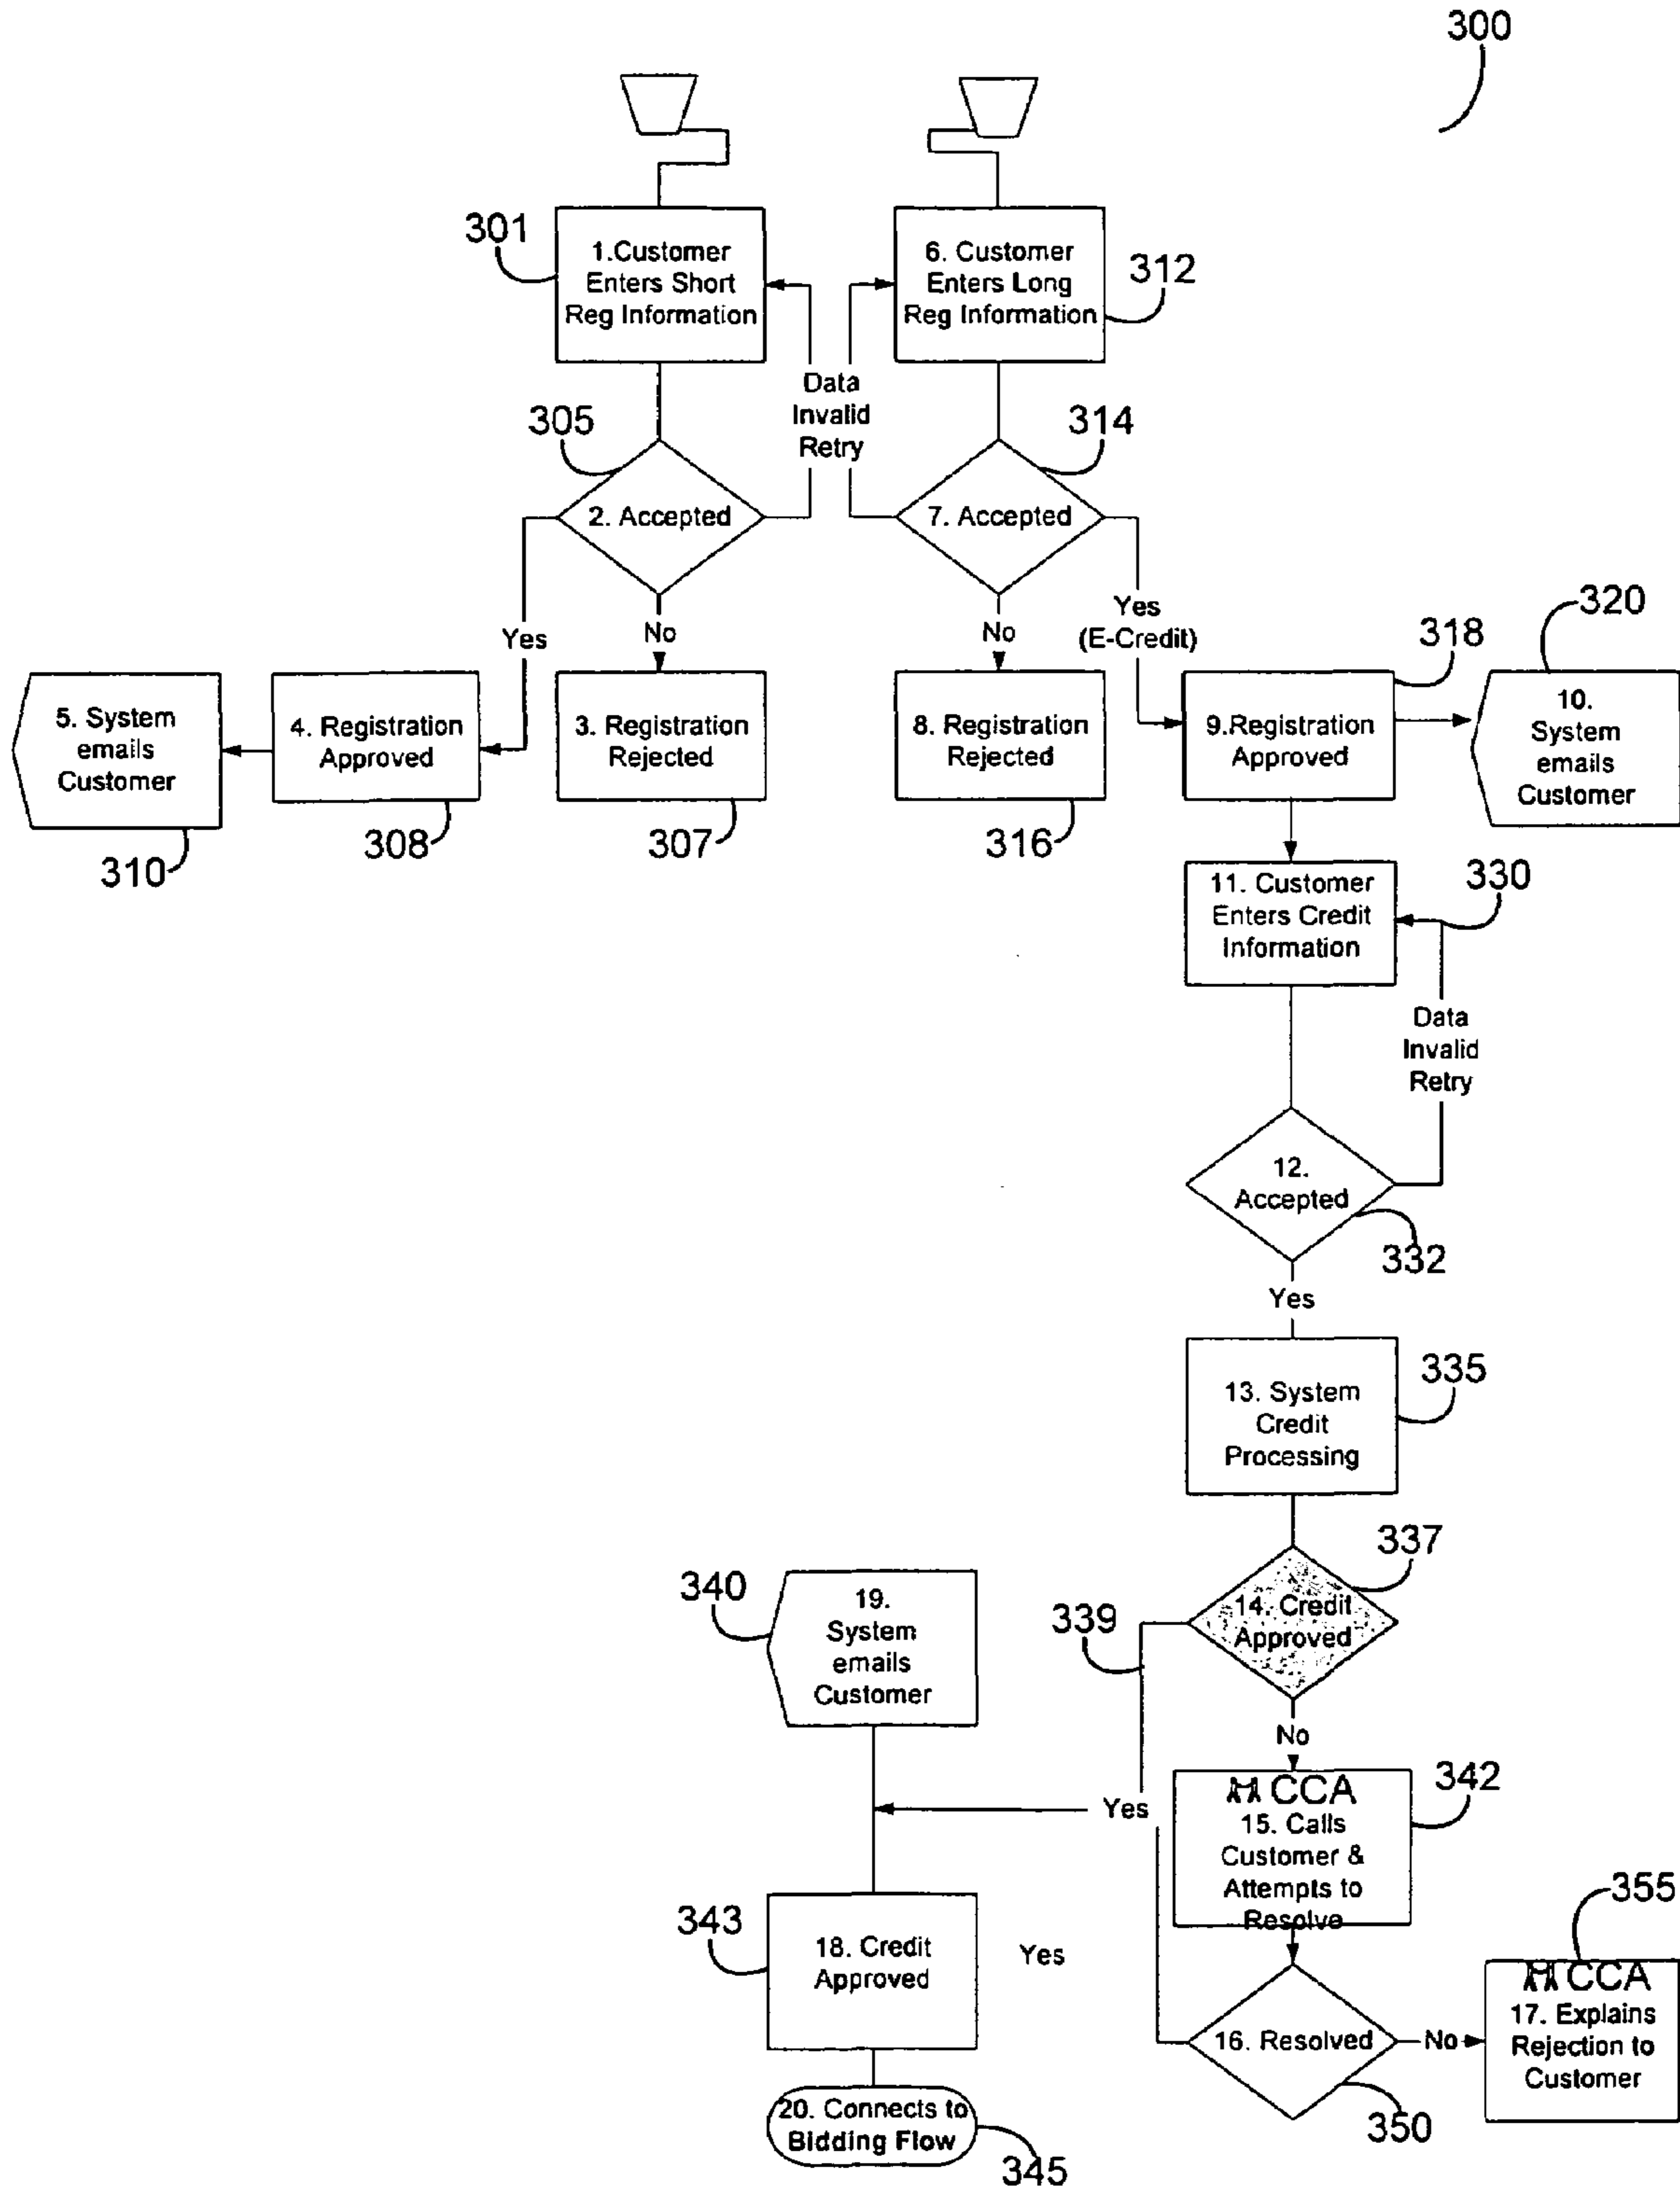 300
301
1.Customer
Enters Short
Reg Information
6. Customer
Enters Long
Reg Information
312
Data
Invalid
Retry
305
2. Accepted
314
7. Accepted
Yes
No
No
Yes
(E-Credit)
318
320
5. System
emails
Customer
310
4. Registration
Approved
308
3. Registration
Rejected
307
8. Registration
Rejected
316
9.Registration
Approved
10.
System
emails
Customer
11. Customer
Enters Credit
Information
330
Data
Invalid
Retry
12.
Accepted
332
Yes
13. System
Credit
Processing
335
337
14. Credit
Approved
339
340
19.
System
emails
Customer
No
Yes
CCA
15. Calls
Customer &
Attempts to
Resolve
342
343
18. Credit
Approved
Yes
16. Resolved
350
No
355
CCA
17. Explains
Rejection to
Customer
20. Connects to
Bidding Flow
345